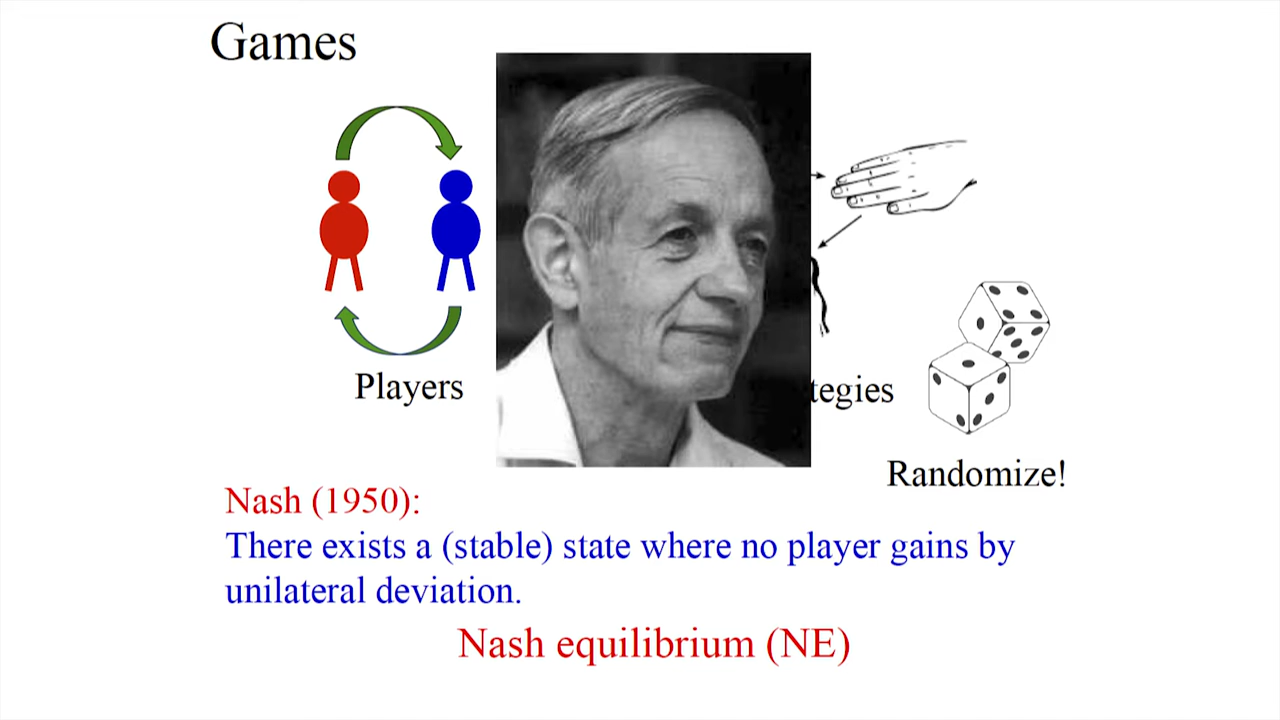 Games
Players
tegies
Randomize!
Nash (1950):
There exists a (stable) state where no player gains by
unilateral deviation.
Nash equilibrium (NE)